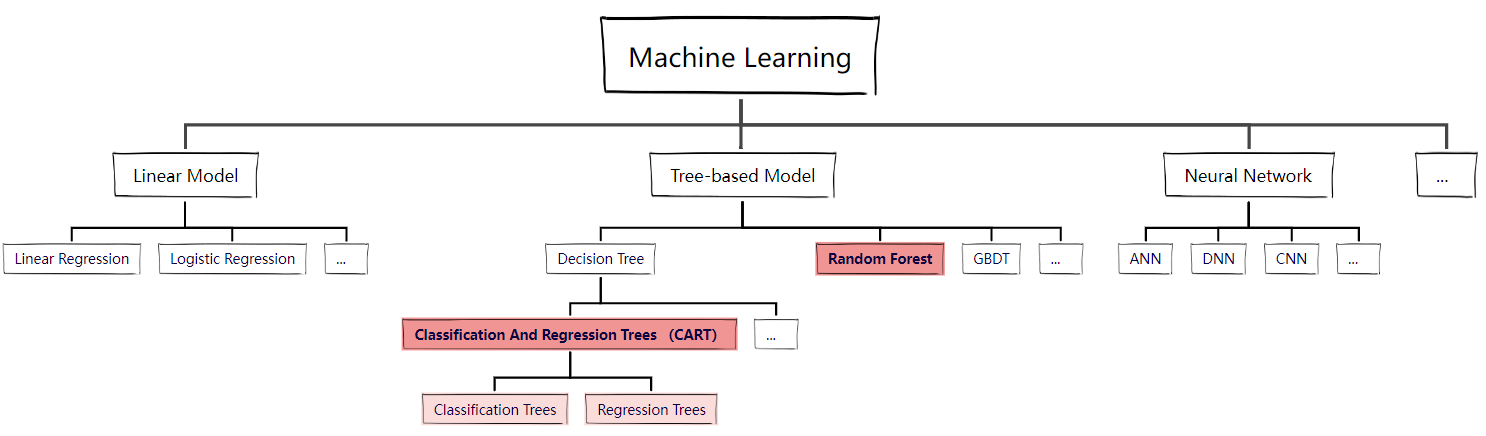 Machine Learning
Linear Model
Tree-based Model
Neural Network
...
Linear Regression
Logistic Regression
...
Decision Tree
Random Forest
GBDT
...
ANN
DNN
CNN
...
Classification And Regression Trees （CART）
...
Classification Trees
Regression Trees